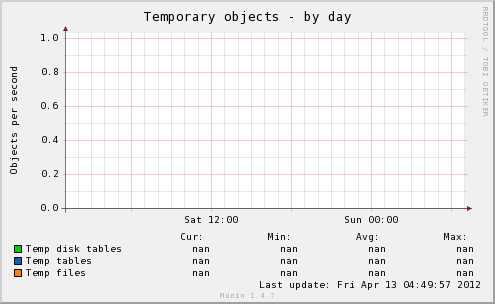 Temporary objects - by day
RRDTOOL / TOBI OETIKER
Objects per second
1.0
0.8
0.6
0.4
0.2
0.0
Sat 12:00 Sun 00:00
Cur: Min: Avg: Max:
Temp disk tables nan nan nan nan
Temp tables nan nan nan nan
Temp files nan nan nan nan
Last update: Fri Apr 13 04:49:57 2012
Munin 1.4.7